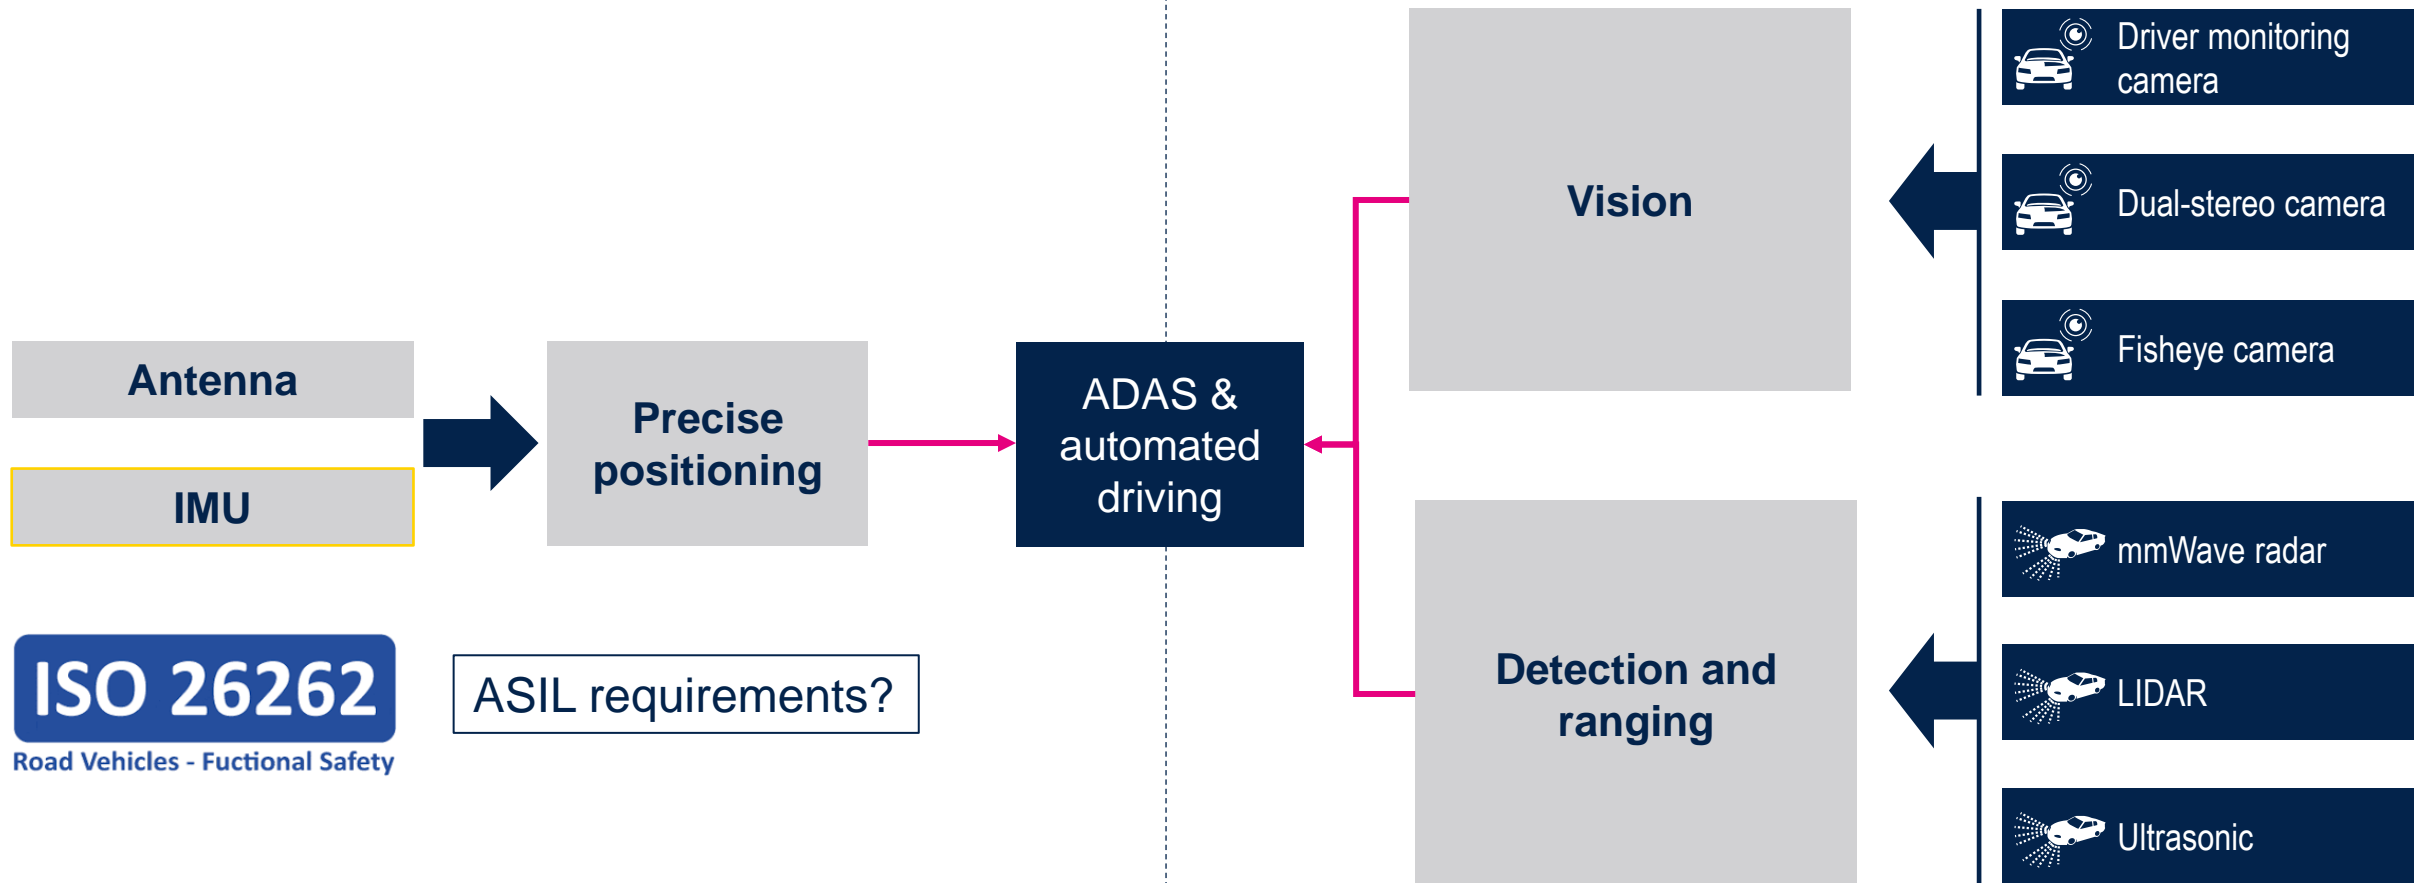 Antenna
IMU
Precise
positioning
ISO 26262
Road Vehicles - Fuctional Safety
ASIL requirements?
ADAS &
automated
driving
Vision
Detection and
ranging
Driver monitoring
camera
Dual-stereo camera
Fisheye camera
mmWave radar
LIDAR
Ultrasonic